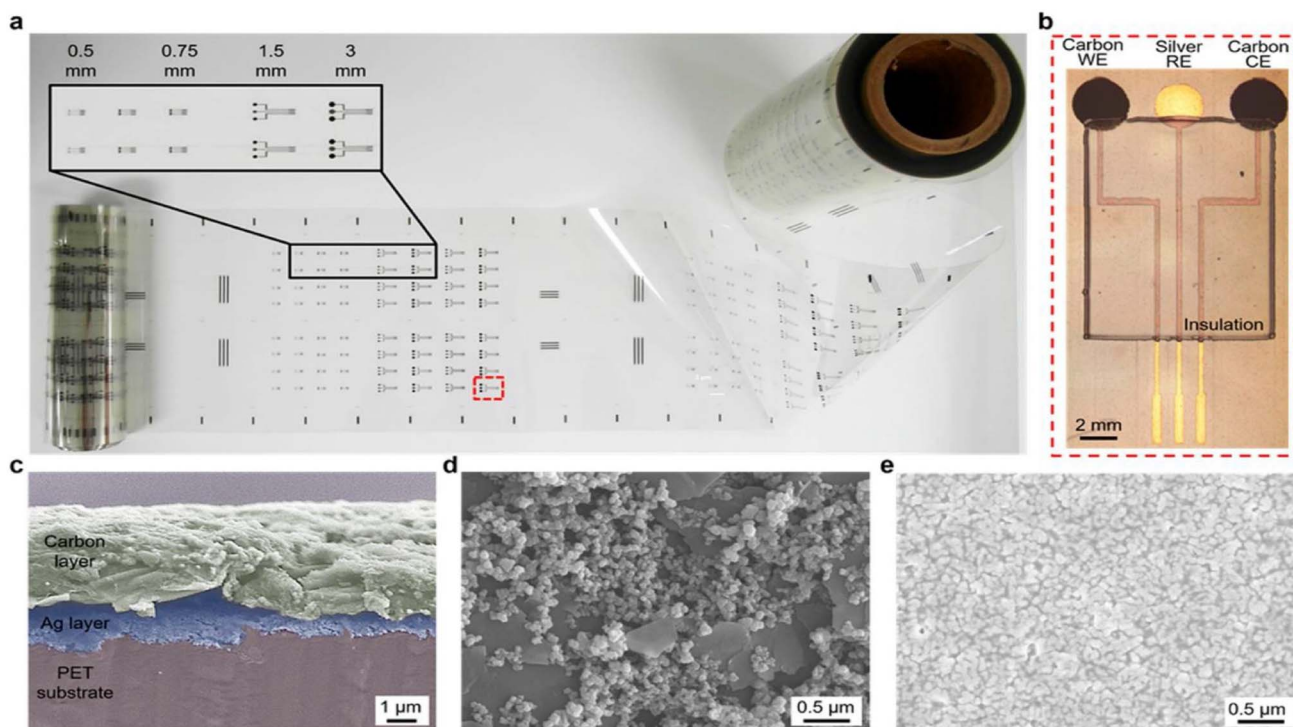 a
0.5 0.75 1.5 3
mm mm mm mm
b
Carbon Silver Carbon
WE RE CE
Insulation
2 mm
c
Carbon
layer
Ag layer
PET
substrate
1 µm
d
0.5 µm
e
0.5 µm